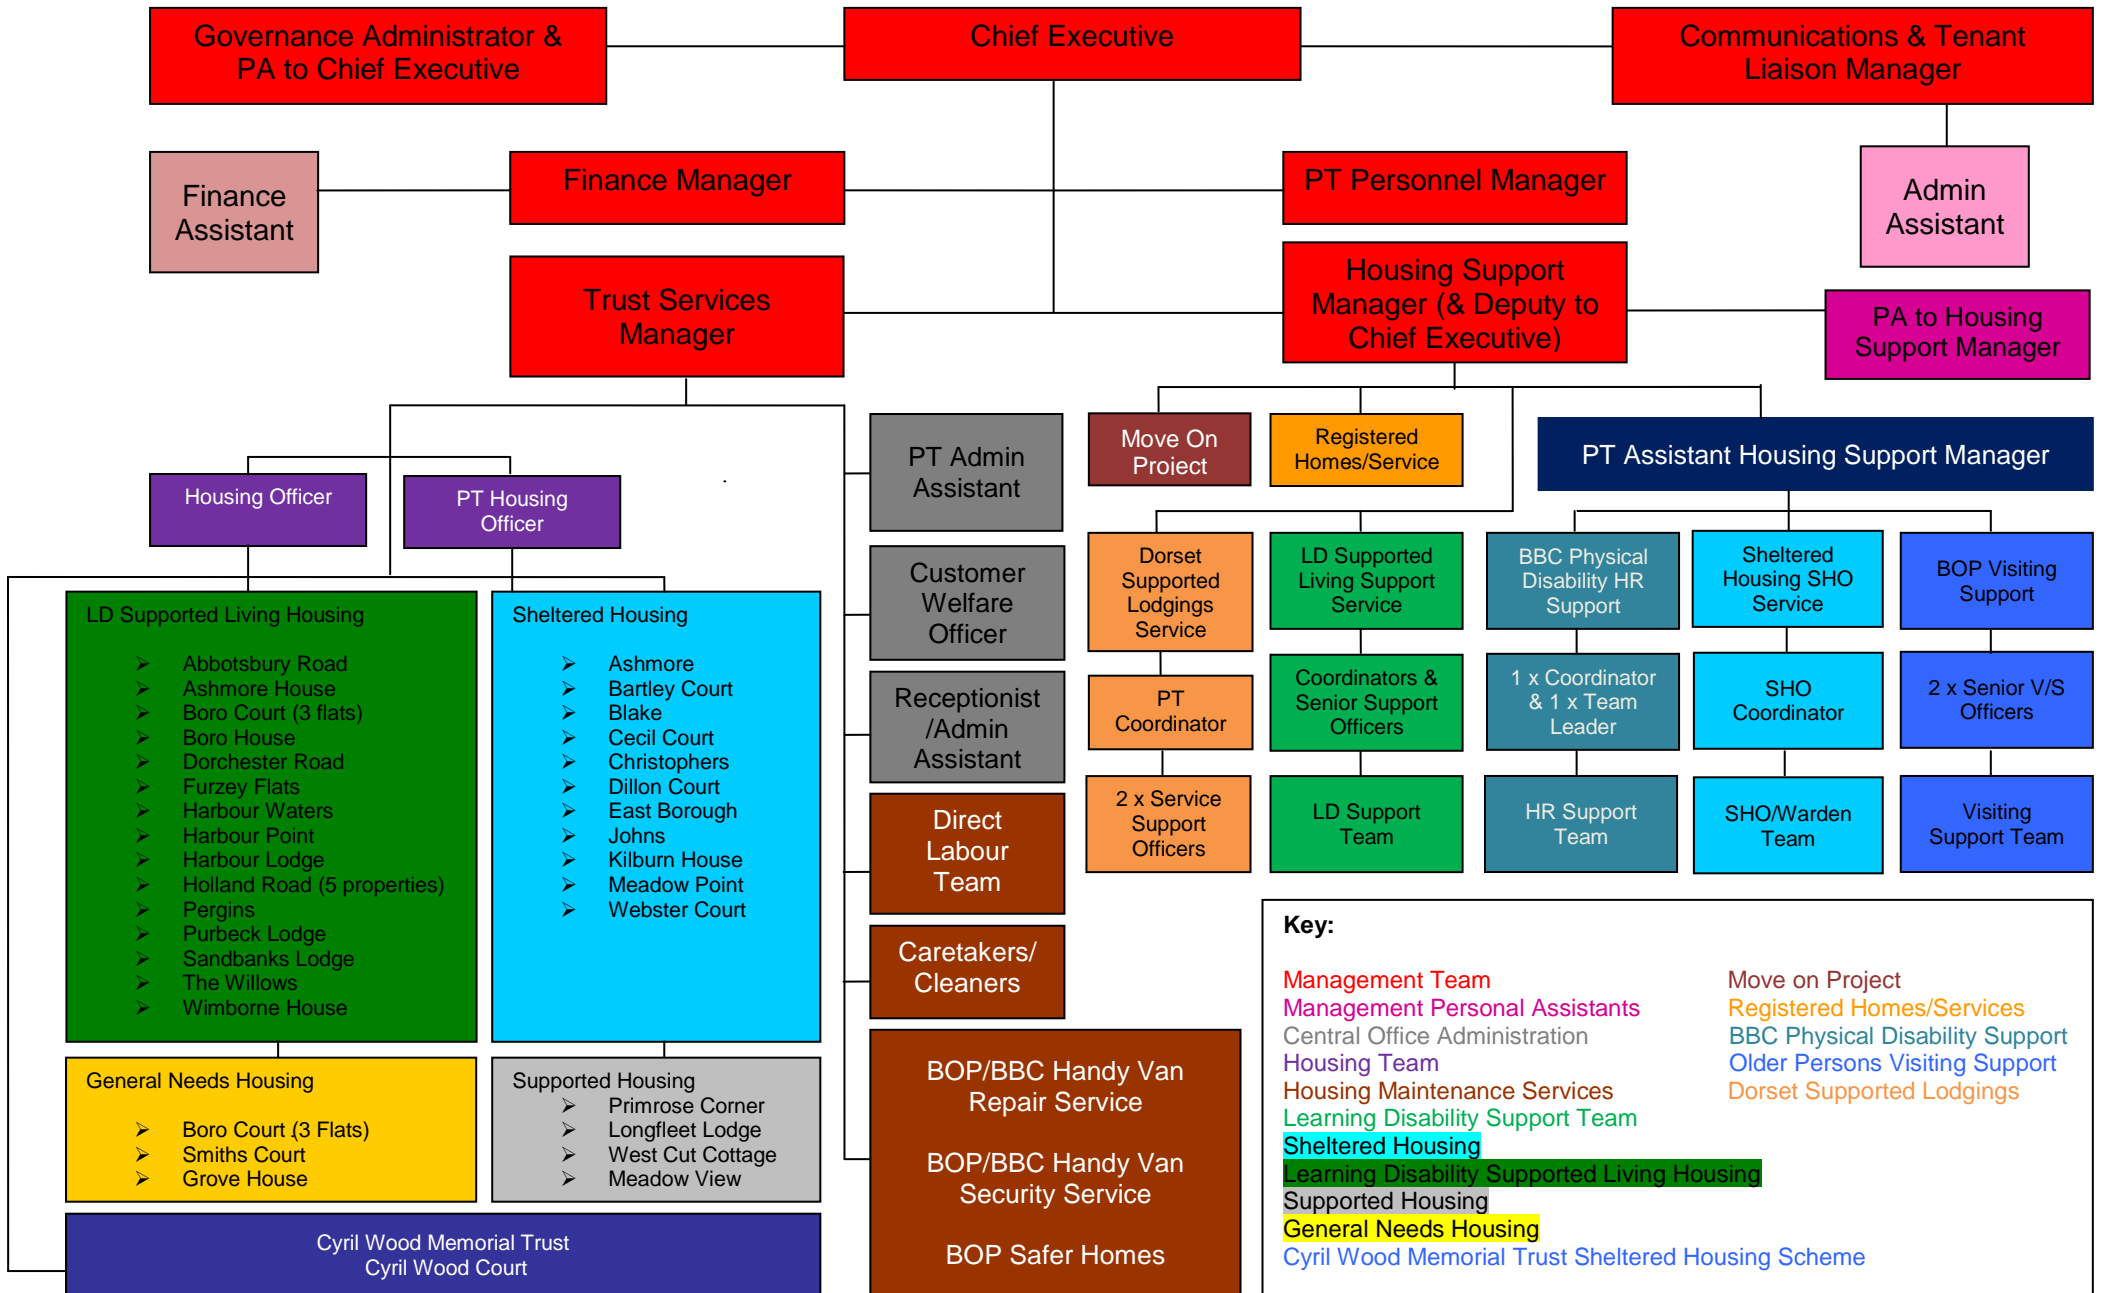 Governance Administrator &
PA to Chief Executive
Chief Executive
Communications & Tenant
Liaison Manager
Finance
Assistant
Finance Manager
PT Personnel Manager
Admin
Assistant
Trust Services
Manager
Housing Support
Manager (& Deputy to
Chief Executive)
PA to Housing
Support Manager
Housing Officer
PT Housing
Officer
PT Admin
Assistant
Customer
Welfare
Officer
Receptionist
/Admin
Assistant
Direct
Labour
Team
Caretakers/
Cleaners
BOP/BBC Handy Van
Repair Service
BOP/BBC Handy Van
Security Service
BOP Safer Homes
Move On
Project
Registered
Homes/Service
PT Assistant Housing Support Manager
Dorset
Supported
Lodgings
Service
LD Supported
Living Support
Service
BBC Physical
Disability HR
Support
Sheltered
Housing SHO
Service
BOP Visiting
Support
PT
Coordinator
Coordinators &
Senior Support
Officers
1 x Coordinator
& 1 x Team
Leader
SHO
Coordinator
2 x Senior V/S
Officers
2 x Service
Support
Officers
LD Support
Team
HR Support
Team
SHO/Warden
Team
Visiting
Support Team
LD Supported Living Housing
➢ Abbotsbury Road
➢ Ashmore House
➢ Boro Court (3 flats)
➢ Boro House
➢ Dorchester Road
➢ Furzey Flats
➢ Harbour Waters
➢ Harbour Point
➢ Harbour Lodge
➢ Holland Road (5 properties)
➢ Pergins
➢ Purbeck Lodge
➢ Sandbanks Lodge
➢ The Willows
➢ Wimborne House
Sheltered Housing
➢ Ashmore
➢ Bartley Court
➢ Blake
➢ Cecil Court
➢ Christophers
➢ Dillon Court
➢ East Borough
➢ Johns
➢ Kilburn House
➢ Meadow Point
➢ Webster Court
General Needs Housing
➢ Boro Court (3 Flats)
➢ Smiths Court
➢ Grove House
Supported Housing
➢ Primrose Corner
➢ Longfleet Lodge
➢ West Cut Cottage
➢ Meadow View
Cyril Wood Memorial Trust
Cyril Wood Court
Key:
Management Team
Management Personal Assistants
Central Office Administration
Housing Team
Housing Maintenance Services
Learning Disability Support Team
Sheltered Housing
Learning Disability Supported Living Housing
Supported Housing
General Needs Housing
Cyril Wood Memorial Trust Sheltered Housing Scheme
Move on Project
Registered Homes/Services
BBC Physical Disability Support
Older Persons Visiting Support
Dorset Supported Lodgings